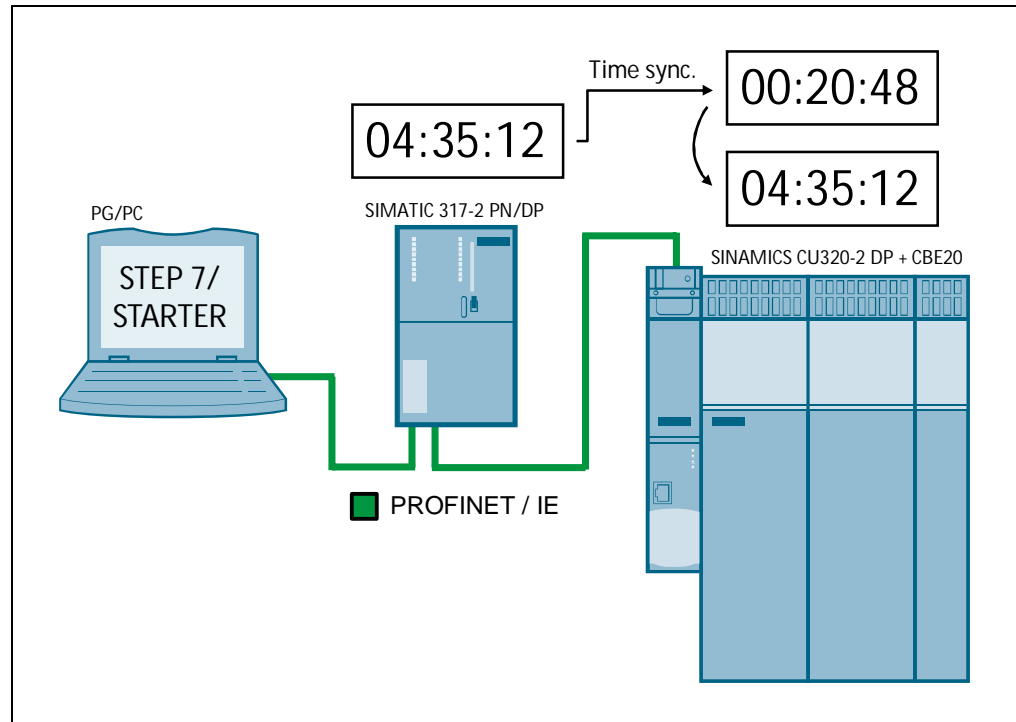 Time sync.
00:20:48
04:35:12
04:35:12
SIMATIC 317-2 PN/DP
PG/PC
SINAMICS CU320-2 DP + CBE20
STEP 7/
STARTER
PROFINET / IE